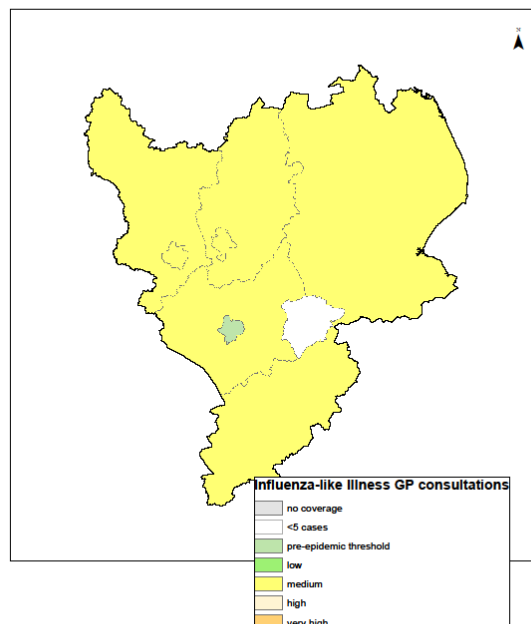 N
Influenza-like Illness GP consultations
no coverage
<5 cases
pre-epidemic threshold
low
medium
high
very high